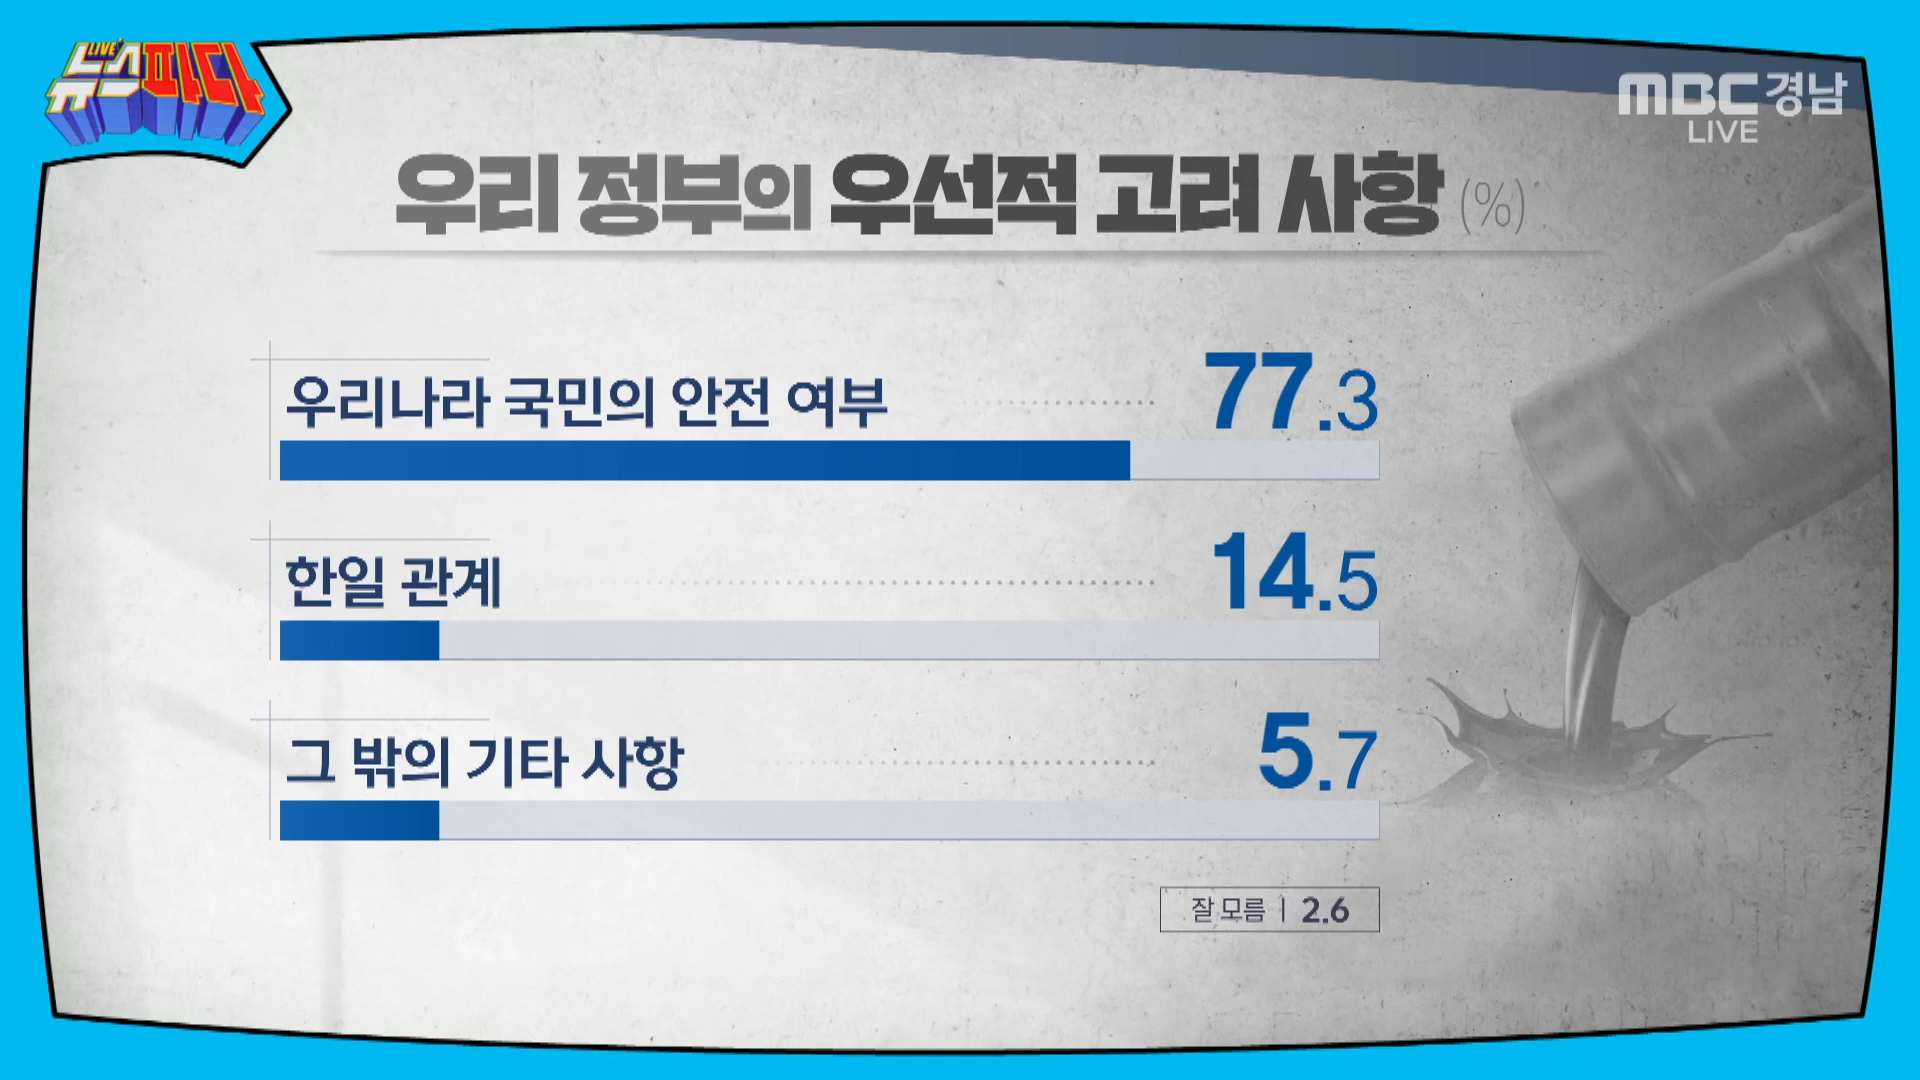 LIVE
뉴스파다
MBC경남
LIVE
우리 정부의 우선적 고려 사항 (%)
우리나라 국민의 안전 여부 77.3
한일 관계 14.5
그 밖의 기타 사항 5.7
잘 모름 | 2.6